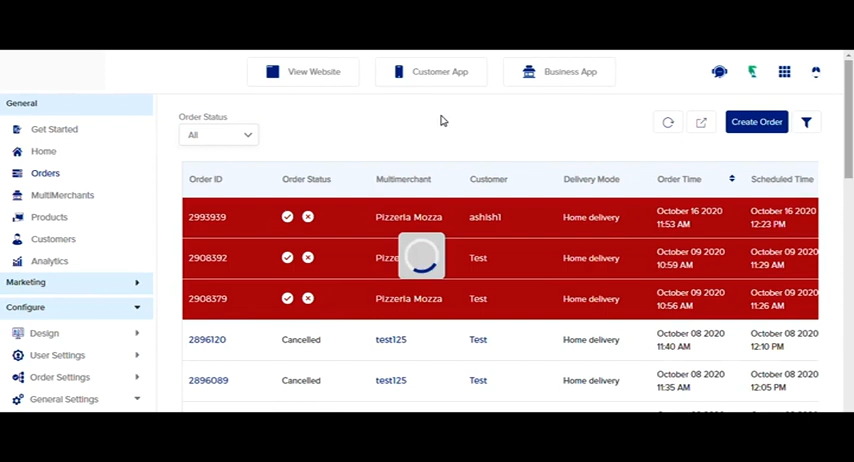 View Website
Customer App
Business App
General
Get Started
Home
Orders
MultiMerchants
Products
Customers
Analytics
Marketing
Configure
Design
User Settings
Order Settings
General Settings
Order Status
All
Create Order
Order ID Order Status Multimerchant Customer Delivery Mode Order Time Scheduled Time
2993939 Pizzeria Mozza ashish1 Home delivery October 16 2020 11:53 AM October 16 2020 12:23 PM
2908392 Test Home delivery October 09 2020 10:59 AM October 09 2020 11:29 AM
2908379 Pizzeria Mozza Test Home delivery October 09 2020 10:56 AM October 09 2020 11:26 AM
2896120 Cancelled test125 Test Home delivery October 08 2020 11:40 AM October 08 2020 12:10 PM
2896089 Cancelled test125 Test Home delivery October 08 2020 11:35 AM October 08 2020 12:05 PM